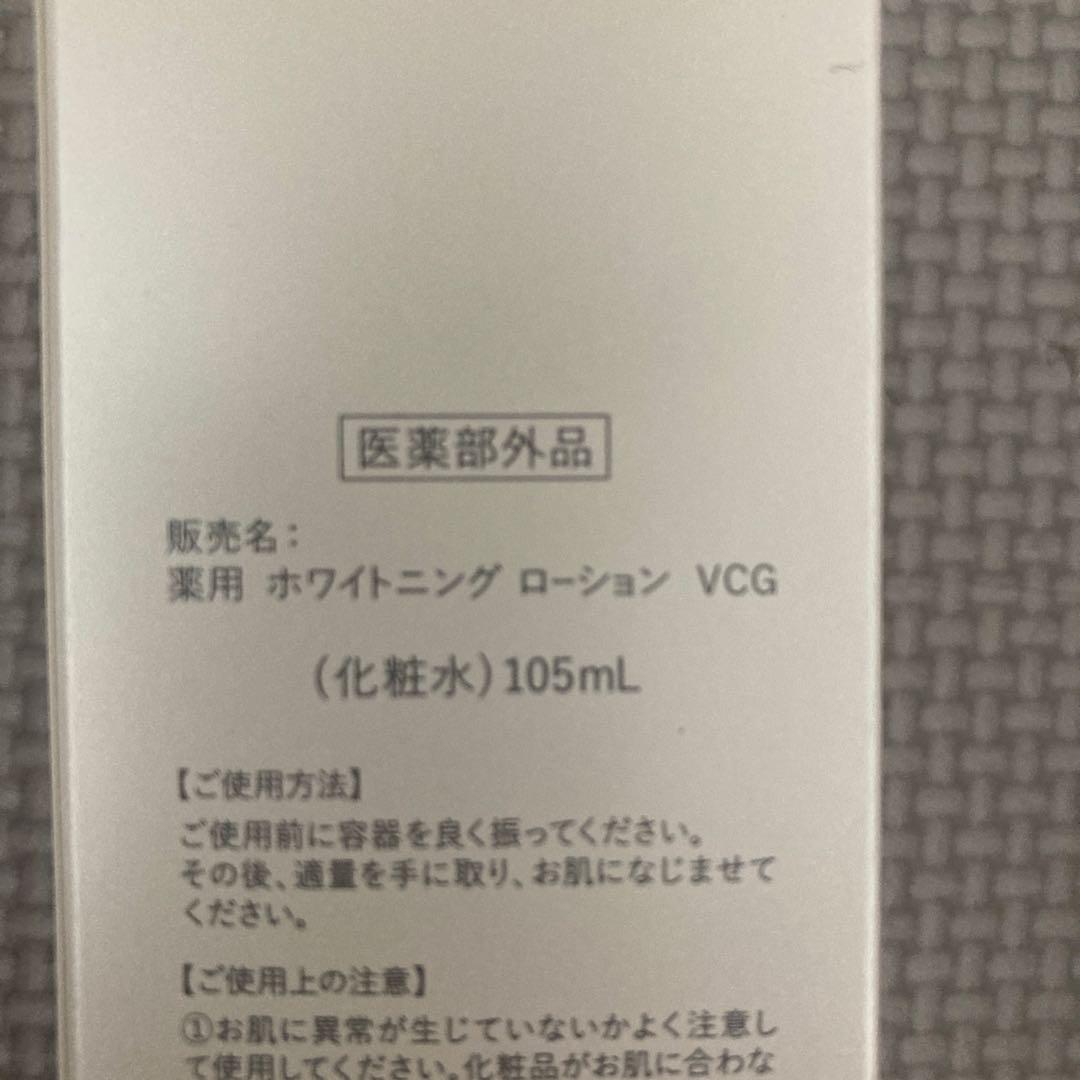 医薬部外品
販売名：
薬用 ホワイトニング ローション VCG
(化粧水)105mL
【ご使用方法】
ご使用前に容器を良く振ってください。
その後、適量を手に取り、お肌になじませて
ください。
【ご使用上の注意】
①お肌に異常が生じていないかよく注意し
て使用してください。化粧品がお肌に合わな